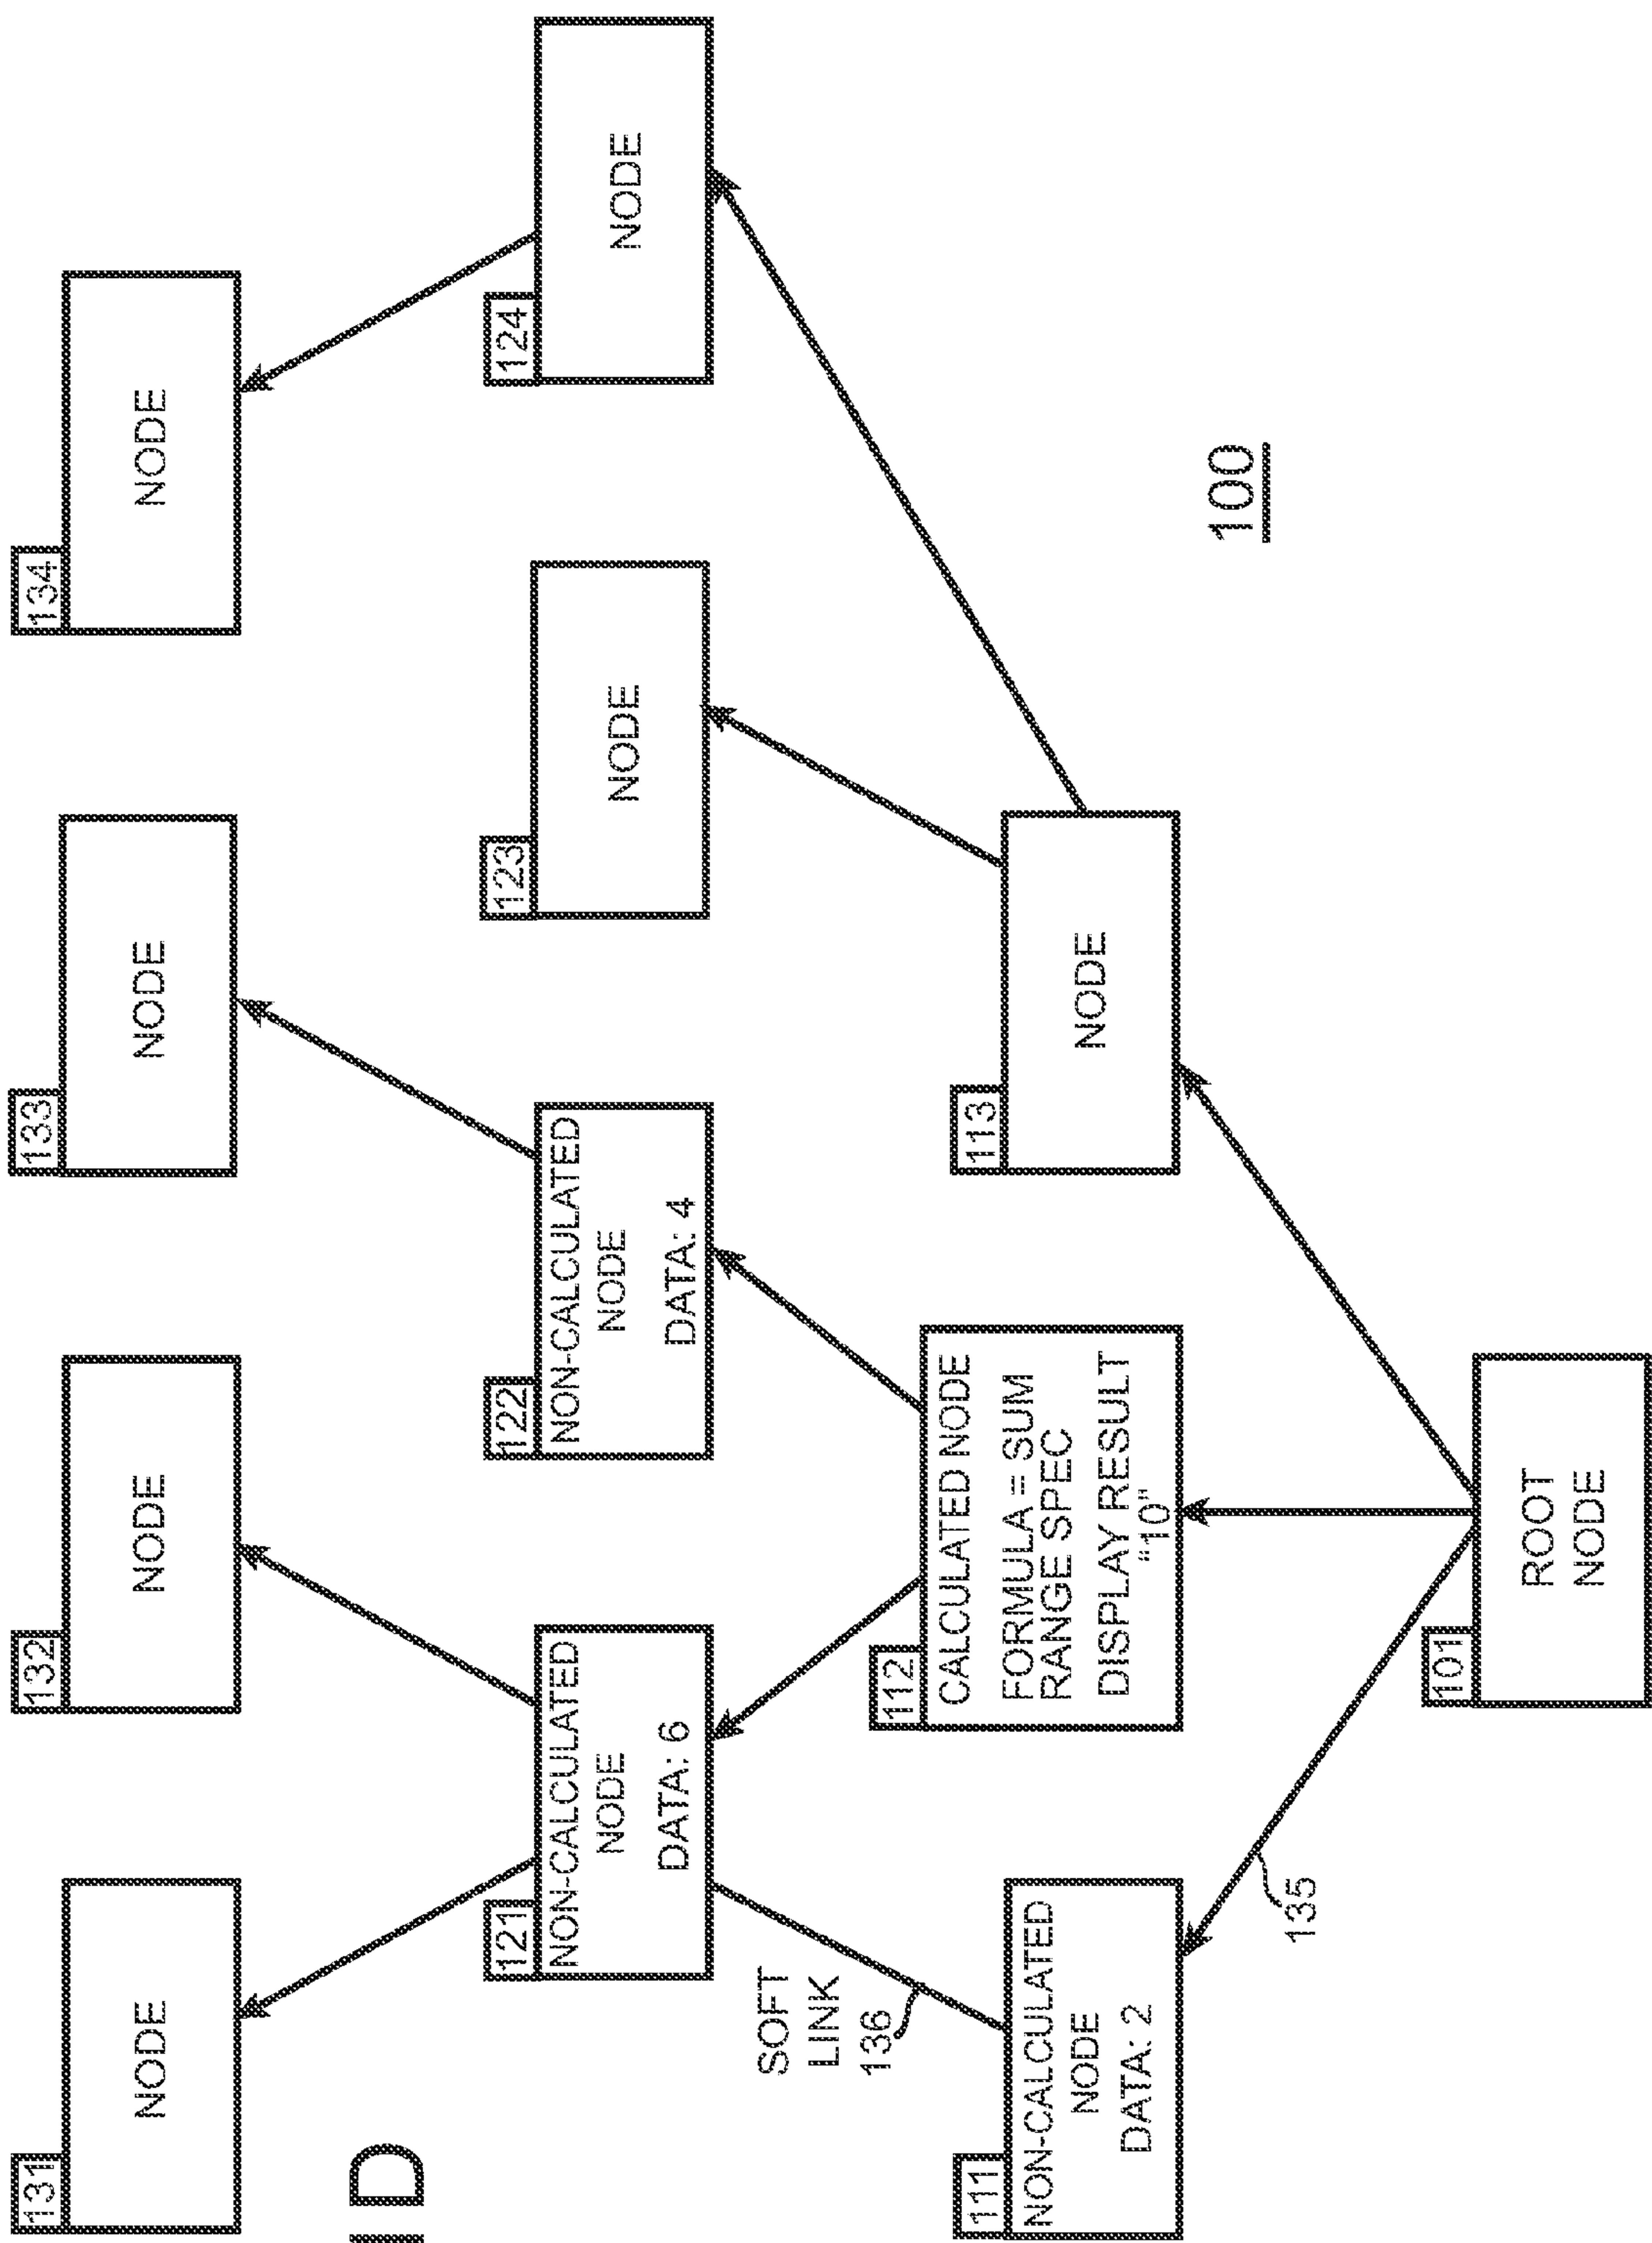 131
NODE
132
NODE
133
NODE
134
NODE
D
121
NON-CALCULATED
NODE
DATA: 6
122
NON-CALCULATED
NODE
DATA: 4
123
NODE
124
NODE
SOFT
LINK
136
111
NON-CALCULATED
NODE
DATA: 2
112
CALCULATED NODE
FORMULA = SUM
RANGE SPEC
DISPLAY RESULT
"10"
113
NODE
135
100
101
ROOT
NODE